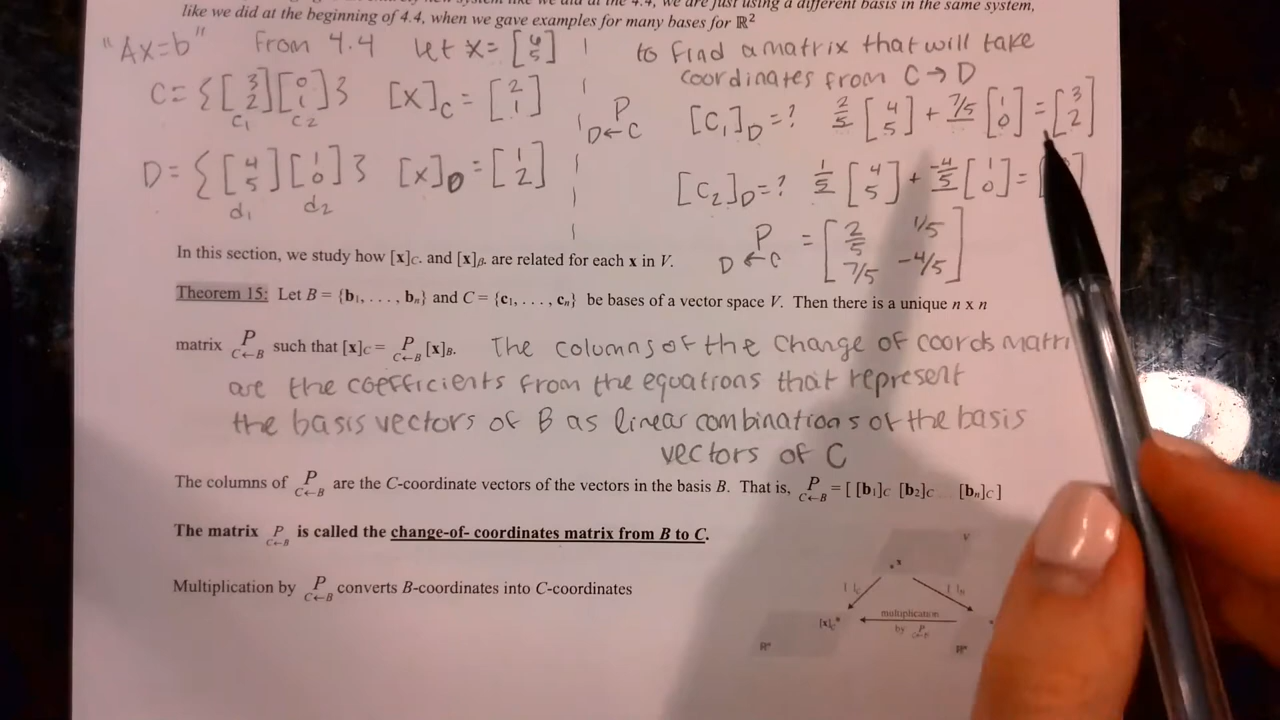 like we did at the beginning of 4.4, when we gave examples for many bases for ℝ²
"Ax=b" From 4.4 let x = [4 5]
to find a matrix that will take
coordinates from C → D
C = {[3 2] [0 1]} [x]_C = [2 1]
c₁ c₂
P D←C
[c₁]_D = ? 2/5 [4 5] + 7/5 [1 0] = [3 2]
D = {[4 5] [1 0]} [x]_D = [1 2]
d₁ d₂
[c₂]_D = ? 1/5 [4 5] + -4/5 [1 0] = [
P D←C = [2/5 1/5 7/5 -4/5]
In this section, we study how [x]C. and [x]B. are related for each x in V.
Theorem 15: Let B = {b₁, . . . , bₙ} and C = {c₁, . . . , cₙ} be bases of a vector space V. Then there is a unique n x n
matrix P C←B such that [x]C = P C←B [x]B. The columns of the change of coords matri
are the coefficients from the equations that represent
the basis vectors of B as linear combinations of the basis
vectors of C
The columns of P C←B are the C-coordinate vectors of the vectors in the basis B. That is, P C←B = [ [b₁]C [b₂]C [bₙ]C ]
The matrix P C←B is called the change-of- coordinates matrix from B to C.
Multiplication by P C←B converts B-coordinates into C-coordinates
V
x
[x]C
multiplication
by P C←B
ℝⁿ ℝⁿ